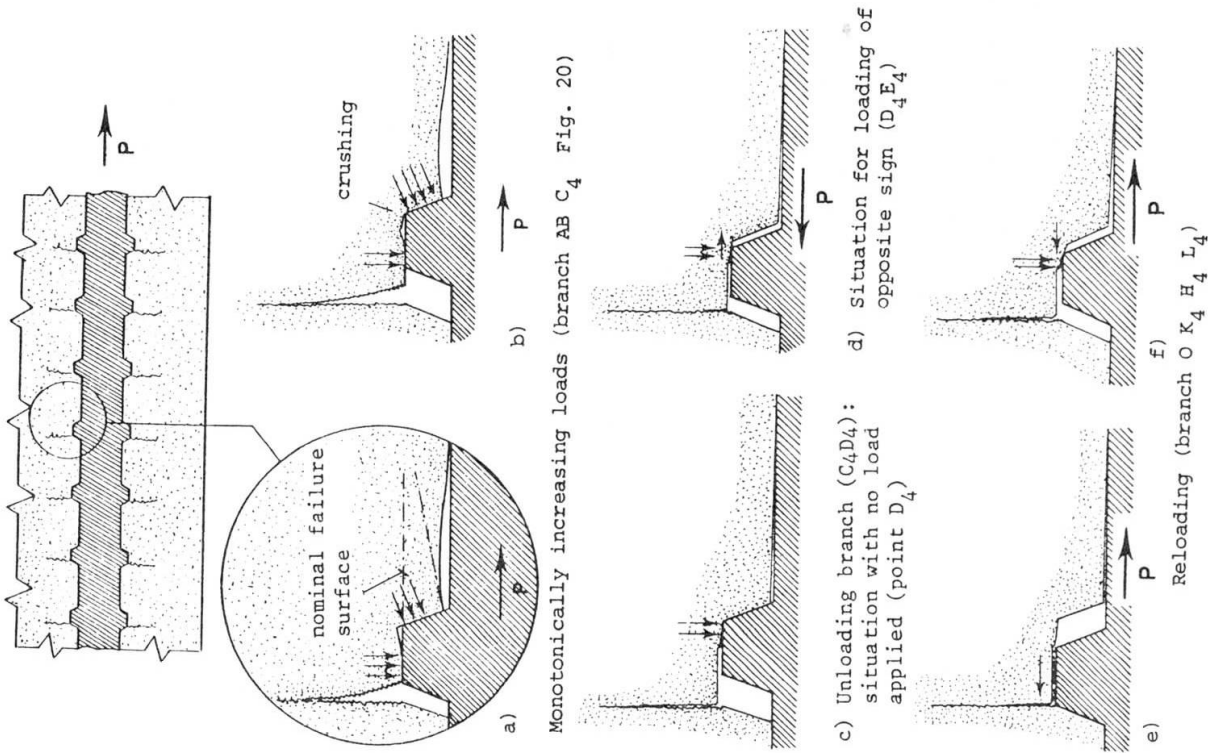 P
nominal failure
surface
P
a)
crushing
P
b)
Monotonically increasing loads (branch AB C4 Fig. 20)
c) Unloading branch (C4D4):
situation with no load
applied (point D4)
P
d) Situation for loading of
opposite sign (D4E4)
P
e)
P
f)
Reloading (branch O K4 H4 L4)